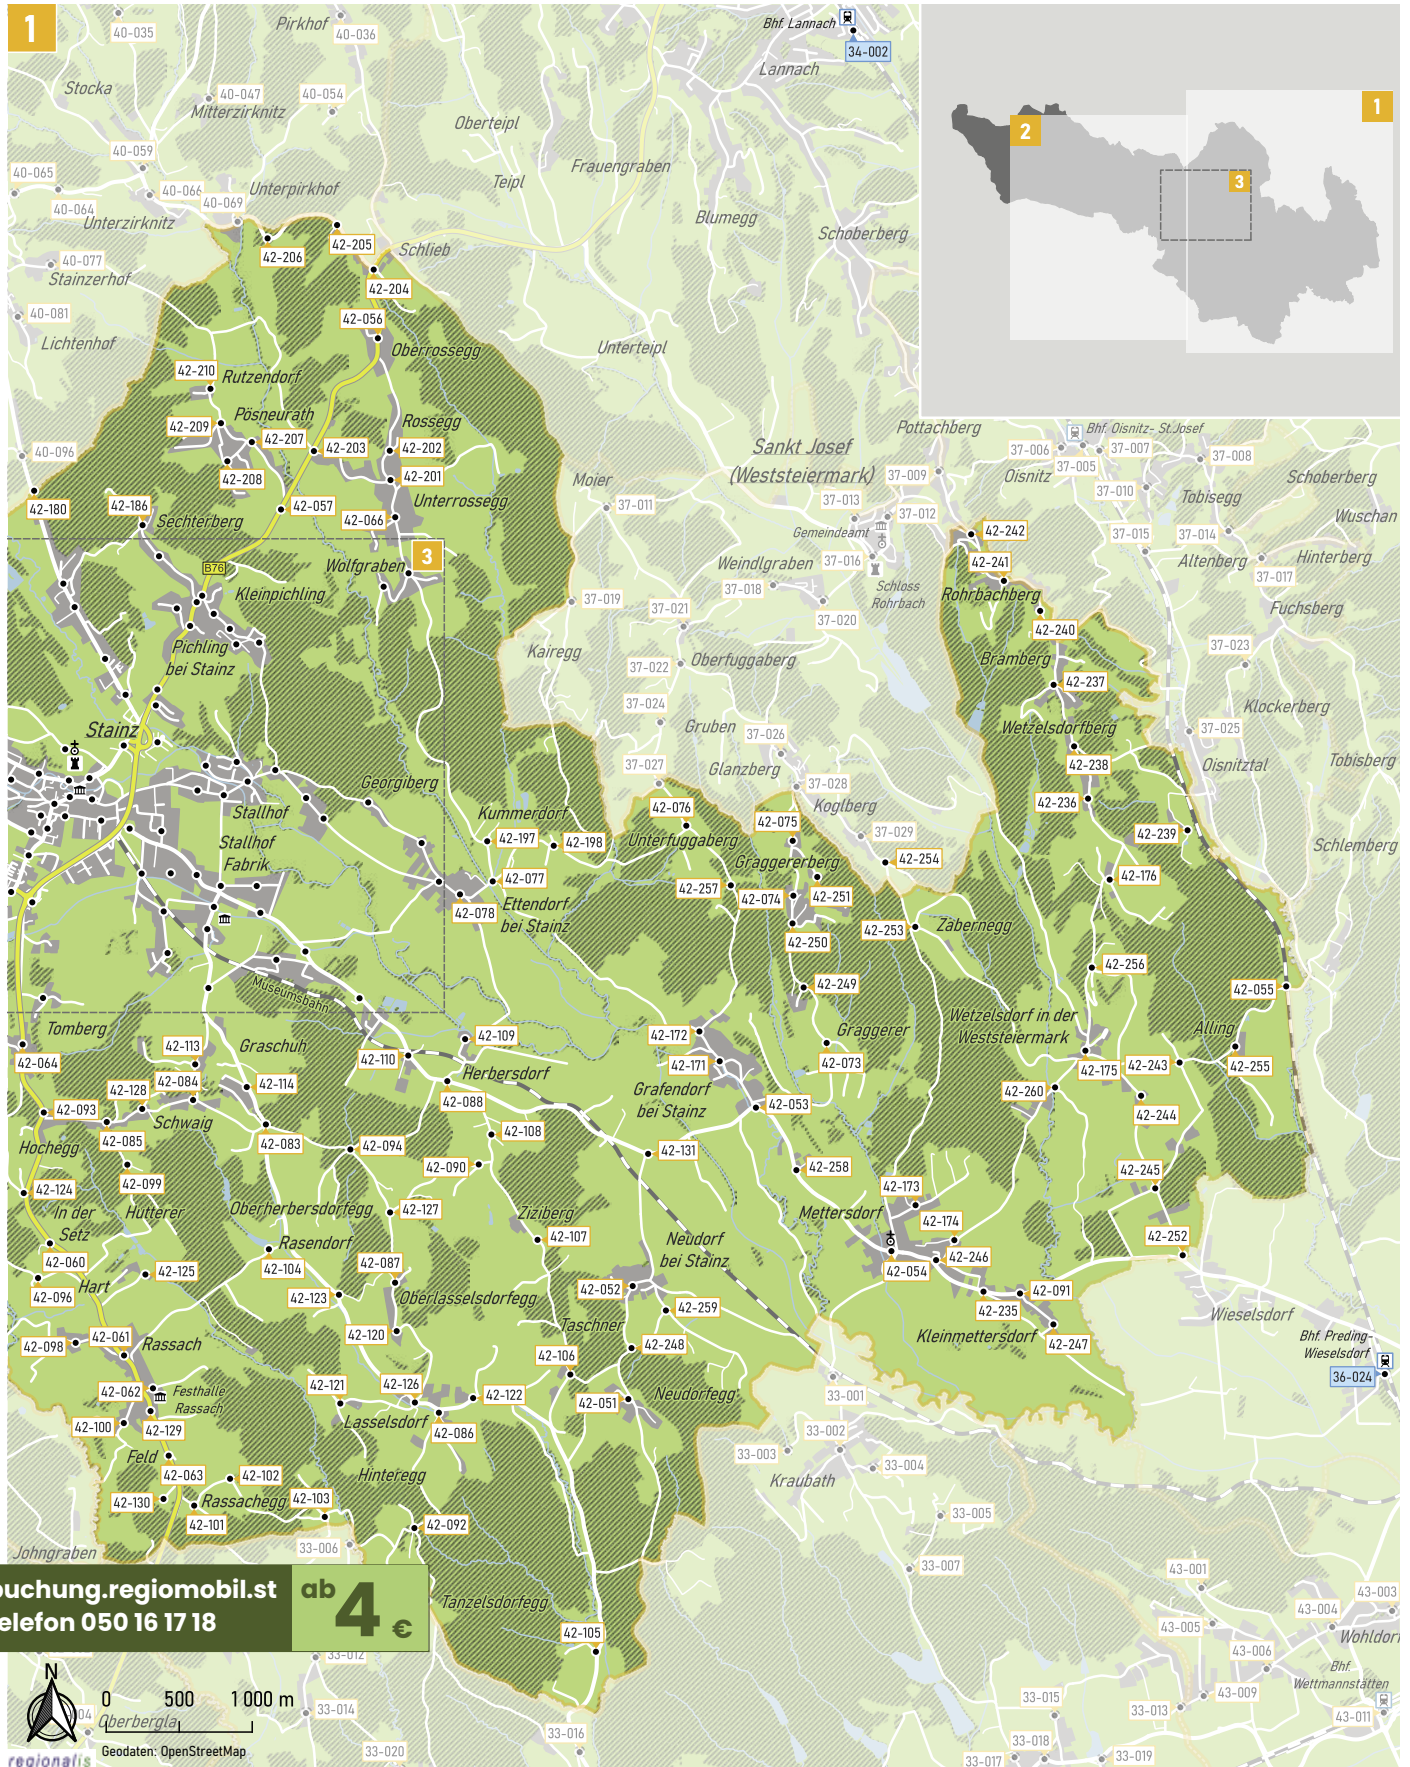 1
40-035
Pirkhof
40-036
Bhf. Lannach
34-002
Lannach
Stocka
40-047
Mitterzirknitz
40-054
Oberteipl
Frauengraben
Teipl
40-059
40-065
40-064
40-066
40-069
Unterpirkhof
Unterzirknitz
Blumegg
Schoberberg
42-206
42-205
Schlieb
42-204
40-077
Stainzerhof
40-081
Lichtenhof
42-056
Oberrossegg
Unterteipl
2
1
3
42-210
Rutzendorf
42-209
Pösneurath
42-207
42-203
42-208
Rossegg
42-202
42-201
Unterrossegg
42-057
42-066
40-096
42-180
42-186
Sechterberg
B76
Wolfgraben
3
Kleinpichling
Pichling
bei Stainz
Stainz
Moier
37-011
Sankt Josef
(Weststeiermark)
Pottachberg
37-009
37-013
37-012
Gemeindeamt
37-016
Schloss
Rohrbach
Weindlgraben
37-018
37-020
37-019
37-021
Kairegg
37-022
Oberfuggaberg
37-024
Gruben
37-026
37-027
Glanzberg
37-028
Koglberg
37-029
37-006
Bhf. Oisnitz- St.Josef
37-007
37-005
Oisnitz
37-008
37-010
Tobisegg
Schoberberg
Wuschan
37-015
37-014
Altenberg
Hinterberg
37-017
Fuchsberg
37-023
Klockerberg
37-025
Oisnitztal
Tobisberg
Schlemberg
42-242
42-241
Rohrbachberg
42-240
Bramberg
42-237
Wetzelsdorfberg
42-238
42-236
42-239
42-176
Georgiberg
Stallhof
Stallhof
Fabrik
Kummerdorf
42-197
42-198
42-077
42-078
Ettendorf
bei Stainz
42-076
Unterfuggaberg
42-075
Graggererberg
42-257
42-074
42-251
42-254
42-250
42-253
Zabernegg
42-249
42-256
42-055
Museumsbahn
Tomberg
42-064
42-113
Graschuh
42-084
42-128
42-114
42-110
42-109
Herbersdorf
42-088
42-172
42-171
Grafendorf
bei Stainz
42-053
Graggerer
42-073
Wetzelsdorf in der
Weststeiermark
42-175
42-243
Alling
42-255
42-260
42-244
42-093
42-085
Schwaig
42-083
42-094
42-108
42-090
42-131
42-258
42-245
Hochegg
42-099
42-124
In der
Setz
Hütterer
Oberherbersdorfegg
42-127
Ziziberg
42-107
Neudorf
bei Stainz
Mettersdorf
42-173
42-174
42-246
42-054
42-252
42-060
42-096
Hart
42-125
Rasendorf
42-104
42-087
42-123
Oberlasselsdorfegg
42-120
42-052
42-259
Taschner
42-248
42-235
42-091
Kleinmettersdorf
42-247
Wieselsdorf
Bhf. Preding-
Wieselsdorf
36-024
42-098
42-061
Rassach
42-062
Festhalle
Rassach
42-100
42-129
Feld
42-063
42-102
42-130
Rassachegg
42-101
42-103
42-121
42-126
Lasselsdorf
42-122
42-086
42-106
42-051
Neudorfegg
Hinteregg
42-092
33-001
33-002
33-003
33-004
Kraubath
33-005
33-006
33-007
Johngraben
buchung.regiomobil.st
elefon 050 16 17 18
ab
4
€
Tanzelsdorfegg
42-105
33-012
33-014
33-016
33-020
43-001
43-003
43-004
43-005
43-006
Wohldor
Bhf.
Wettmannstätten
33-015
43-009
33-013
43-011
33-018
33-017
33-019
N
0 500 1 000 m
04
Oberbergla
Geodaten: OpenStreetMap
regionalis